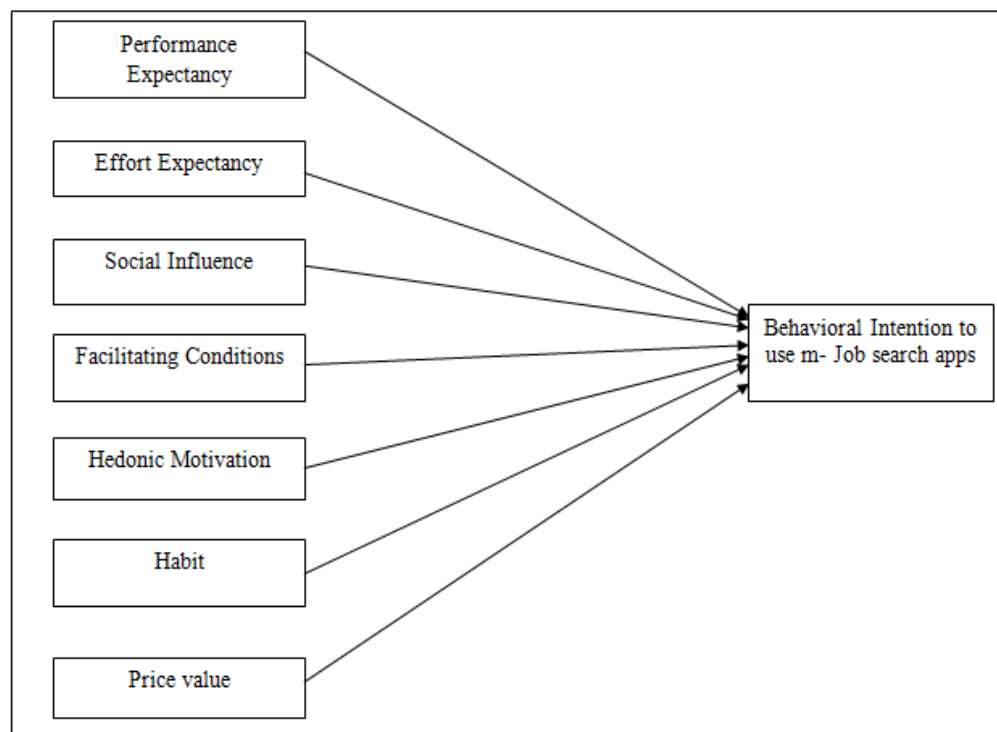 Performance
Expectancy
Effort Expectancy
Social Influence
Facilitating Conditions
Hedonic Motivation
Habit
Price value
Behavioral Intention to
use m- Job search apps